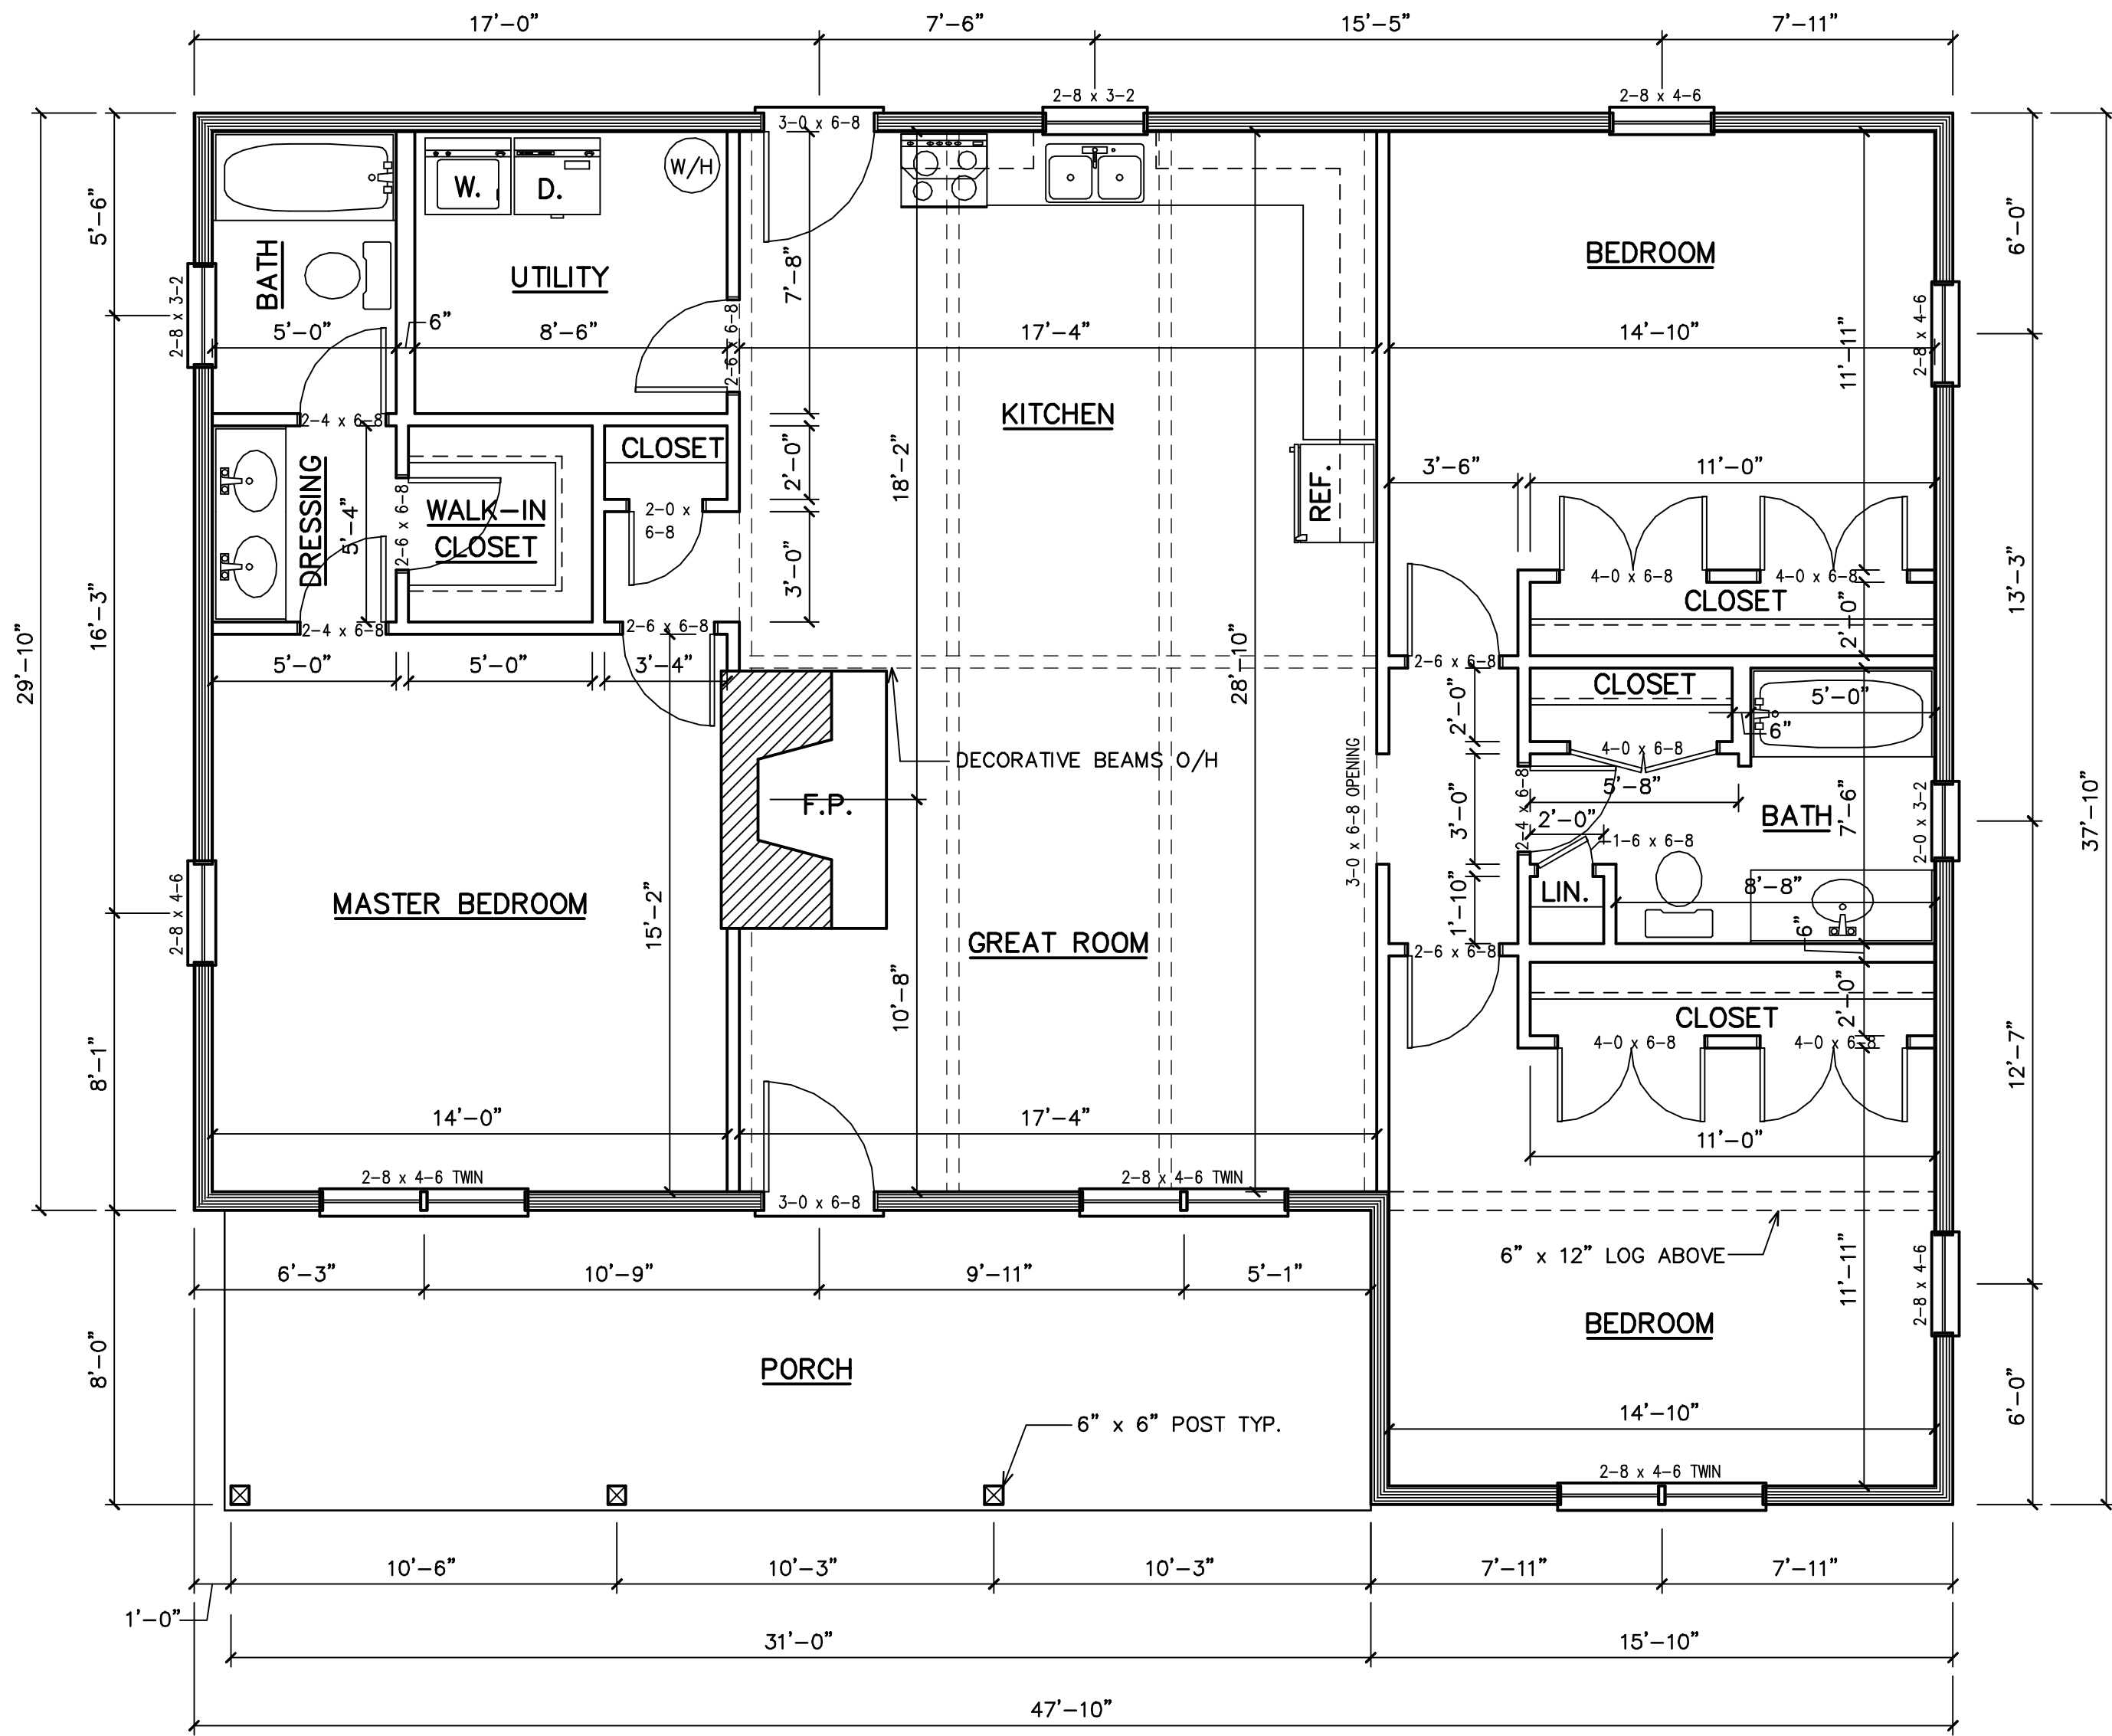 17'-0" 7'-6" 15'-5" 7'-11"
2-8 x 3-2
2-8 x 4-6
3-0 x 6-8
W/H
W.
D.
5'-6"
6'-0"
BATH
UTILITY
7'-8"
BEDROOM
2-8 x 3-2
5'-0"
6"
8'-6"
2-6 x 6-8
17'-4"
14'-10"
11'-11"
2-8 x 4-6
KITCHEN
2-4 x 6-8
CLOSET
2'-0"
18'-2"
3'-6"
11'-0"
REF.
DRESSING
5'-4"
2-6 x 6-8
WALK-IN
CLOSET
2-0 x
6-8
3'-0"
13'-3"
16'-3"
4-0 x 6-8
4-0 x 6-8
CLOSET
2'-0"
2-4 x 6-8
2-6 x 6-8
29'-10"
5'-0"
5'-0"
3'-4"
28'-10"
2-6 x 6-8
CLOSET
2'-0"
5'-0"
6"
4-0 x 6-8
DECORATIVE BEAMS O/H
3-0 x 6-8 OPENING
5'-8"
2-4 x 6-8
3'-0"
2'-0"
BATH
7'-6"
2-0 x 3-2
37'-10"
F.P.
1-6 x 6-8
LIN.
8'-8"
2-8 x 4-6
MASTER BEDROOM
15'-2"
GREAT ROOM
1'-10"
2-6 x 6-8
6"
10'-8"
CLOSET
2'-0"
4-0 x 6-8
4-0 x 6-8
8'-1"
12'-7"
14'-0"
17'-4"
11'-0"
2-8 x 4-6 TWIN
3-0 x 6-8
2-8 x 4-6 TWIN
6" x 12" LOG ABOVE
6'-3" 10'-9" 9'-11" 5'-1"
11'-11"
2-8 x 4-6
BEDROOM
8'-0"
PORCH
6'-0"
14'-10"
6" x 6" POST TYP.
2-8 x 4-6 TWIN
10'-6" 10'-3" 10'-3" 7'-11" 7'-11"
1'-0"
31'-0" 15'-10"
47'-10"